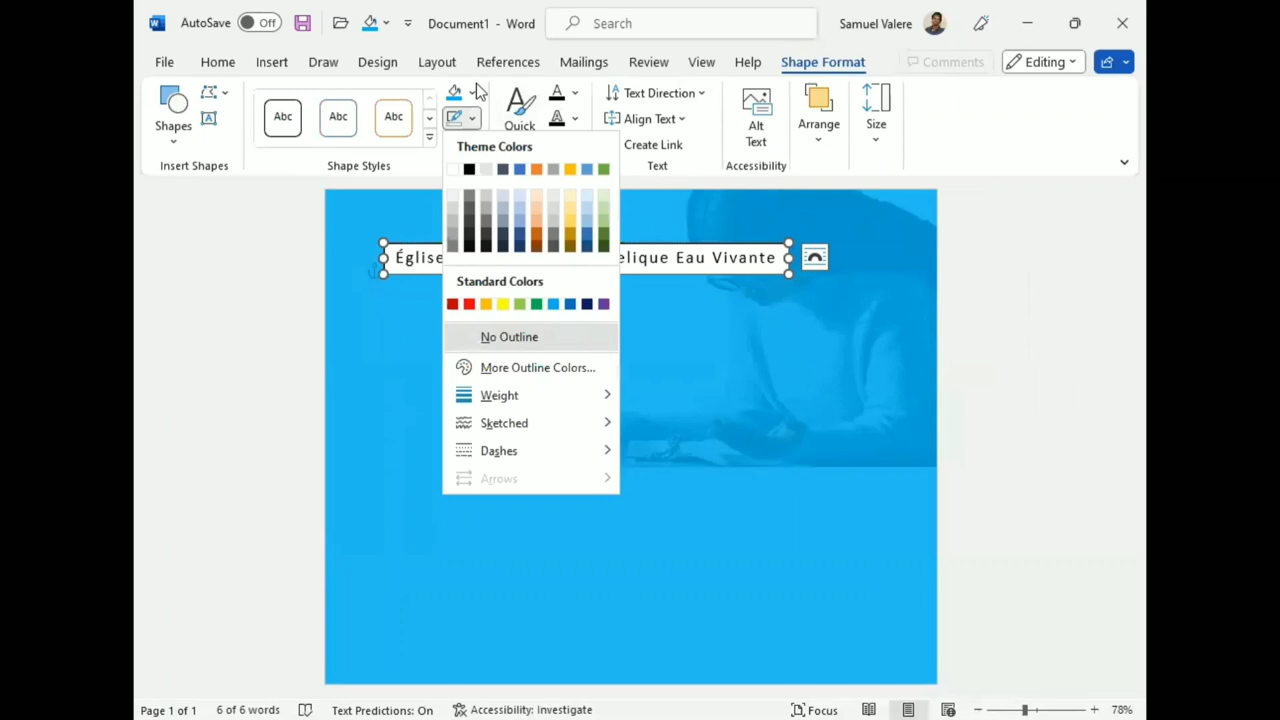 AutoSave Off Document1 - Word Search Samuel Valere
File Home Insert Draw Design Layout References Mailings Review View Help Shape Format Comments Editing
Shapes
Abc Abc Abc
Quick
Text Direction
Align Text
Create Link
Alt
Text
Arrange
Size
Insert Shapes Shape Styles Text Accessibility
Theme Colors
Standard Colors
No Outline
More Outline Colors...
Weight
Sketched
Dashes
Arrows
Église elique Eau Vivante
Page 1 of 1 6 of 6 words Text Predictions: On Accessibility: Investigate Focus 78%